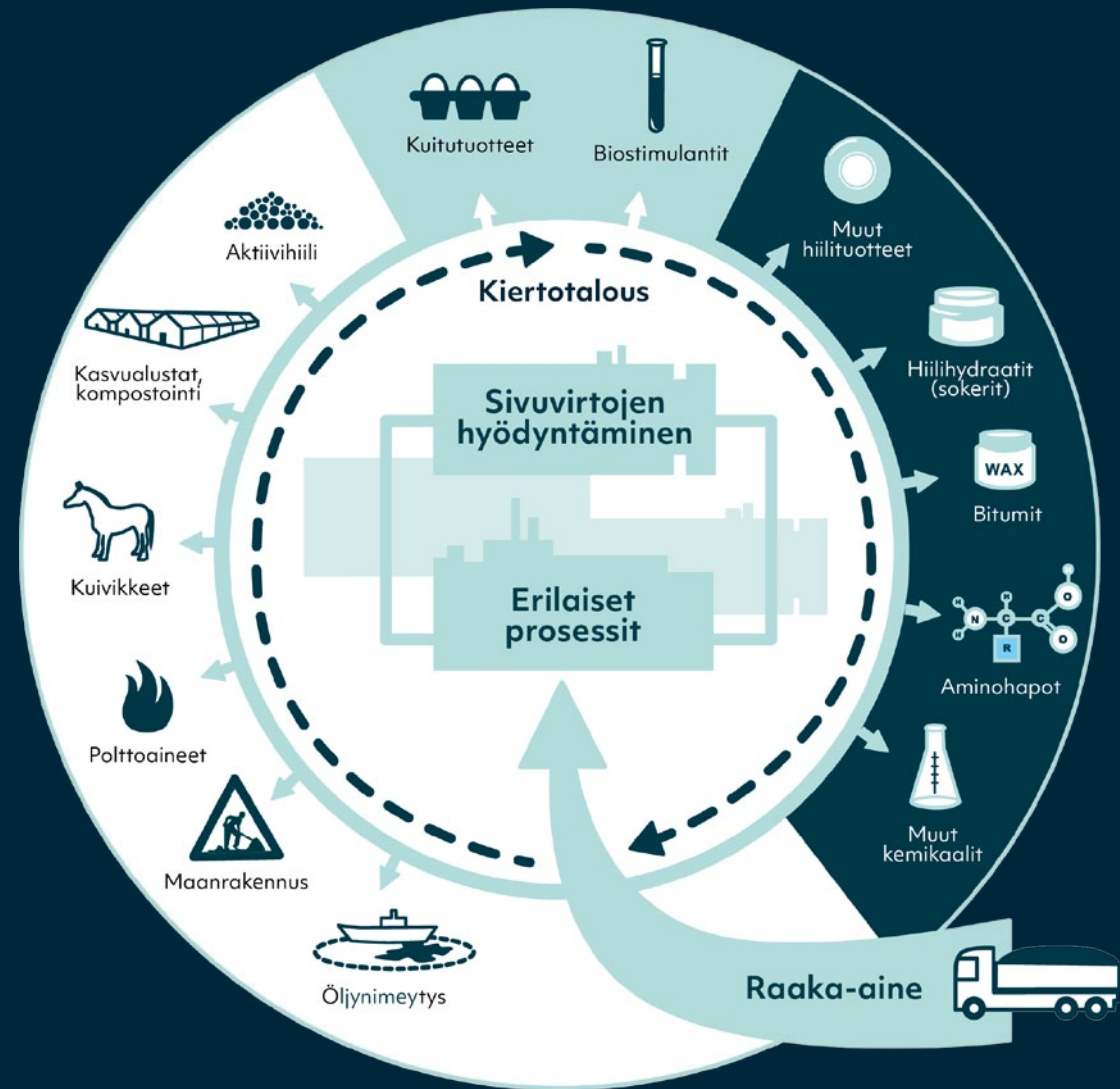 Kuitutuotteet
Biostimulantit
Muut
hiilituotteet
Hiilihydraatit
(sokerit)
WAX
Bitumit
H
H
O
N
C
C
H
R
O
Aminohapot
Muut
kemikaalit
Aktiivihiili
Kasvualustat,
kompostointi
Kuivikkeet
Polttoaineet
Maanrakennus
Öljynimeytys
Kiertotalous
Sivuvirtojen
hyödyntäminen
Erilaiset
prosessit
Raaka-aine